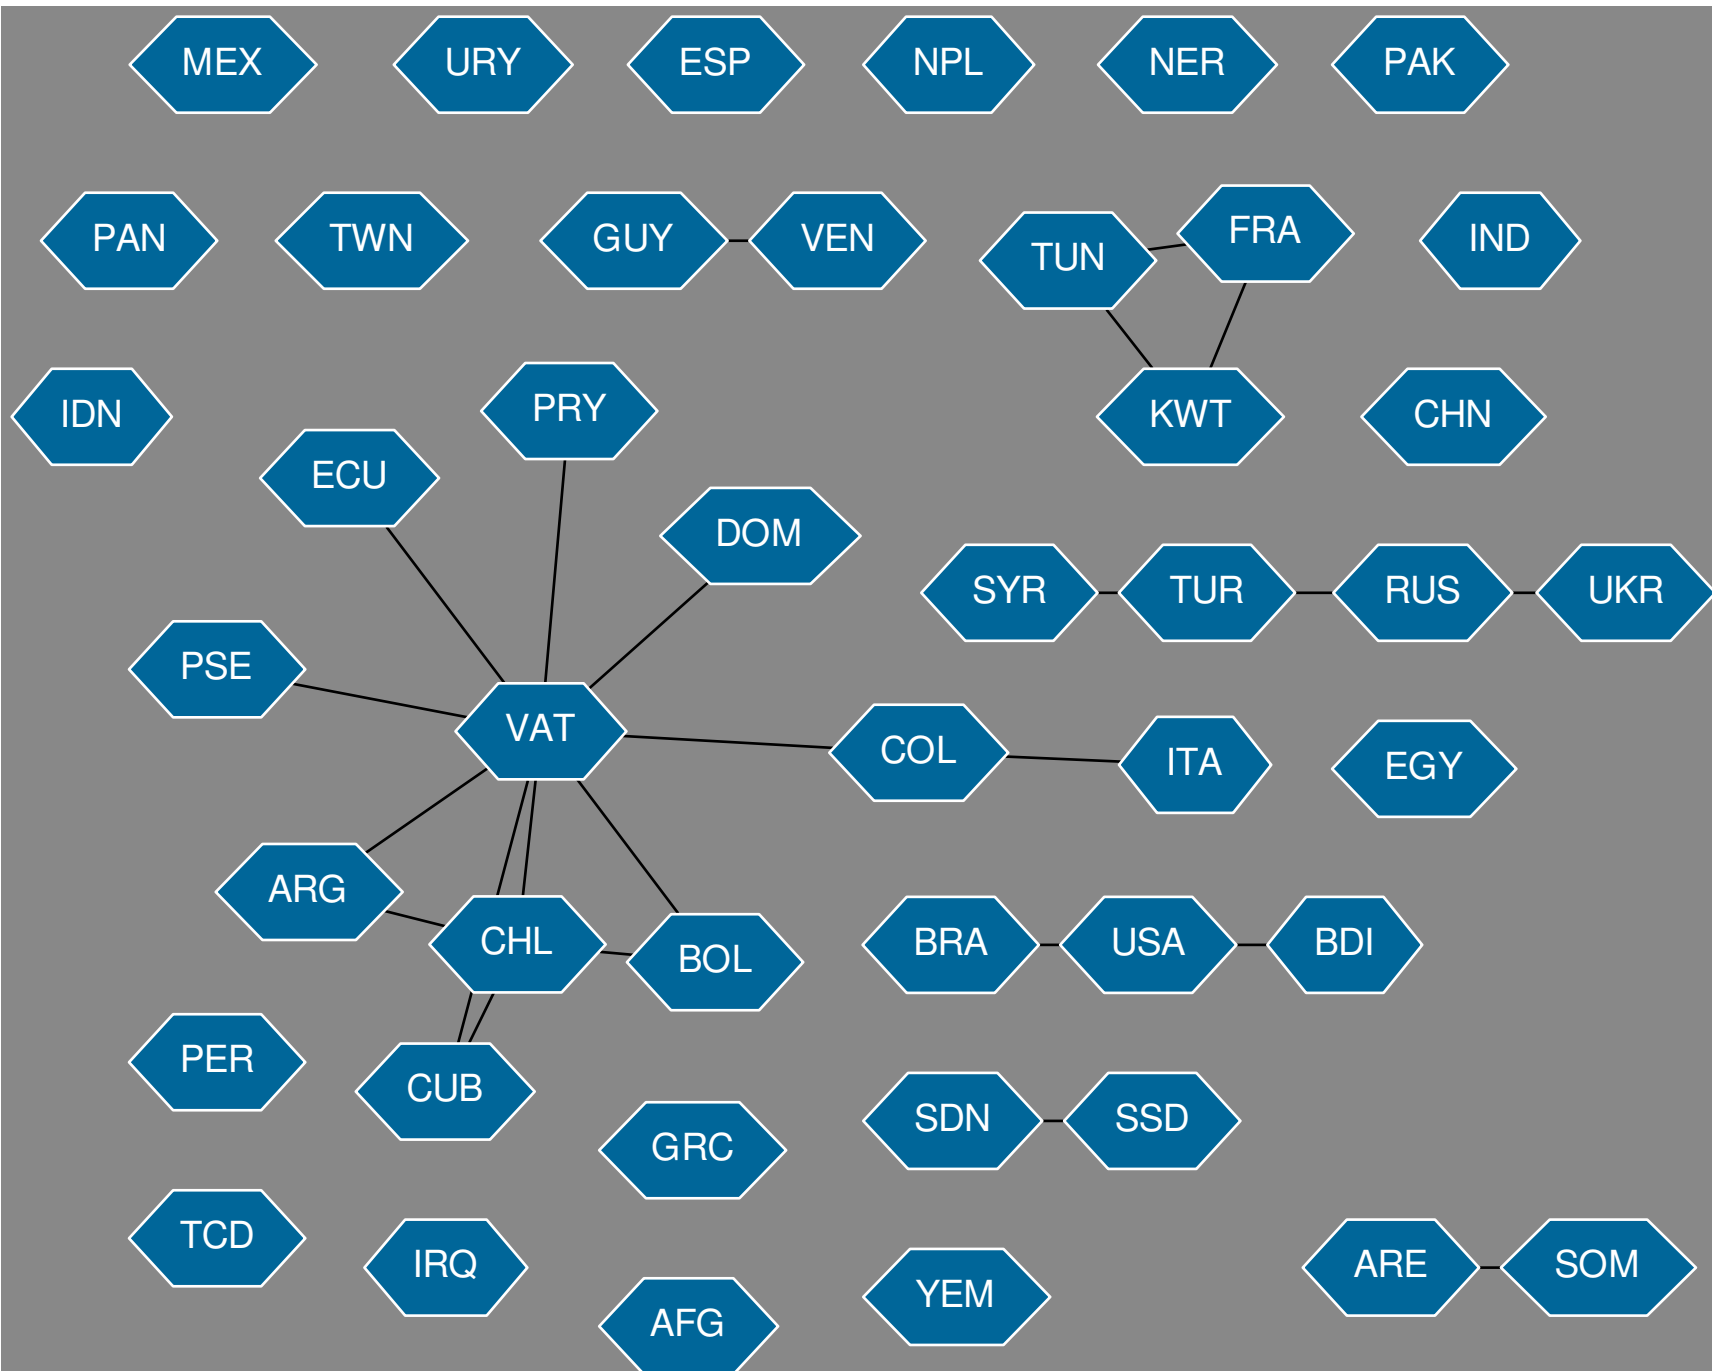 MEX
URY
ESP
NPL
NER
PAK
PAN
TWN
GUY
VEN
TUN
FRA
IND
IDN
ECU
PRY
DOM
KWT
CHN
SYR
TUR
RUS
UKR
PSE
VAT
COL
ITA
EGY
ARG
CHL
BOL
BRA
USA
BDI
PER
CUB
GRC
SDN
SSD
TCD
IRQ
AFG
YEM
ARE
SOM